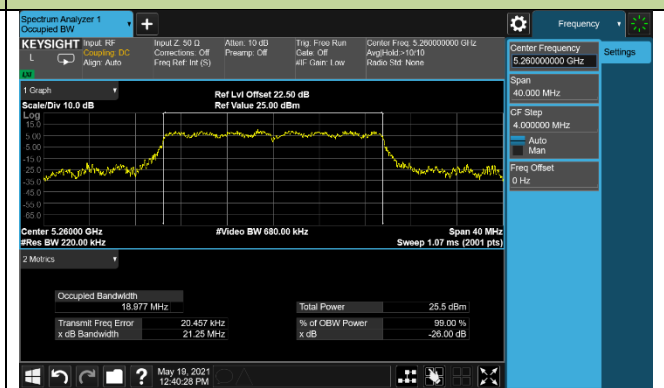 Spectrum Analyzer 1
Occupied BW
+
Frequency
KEYSIGHT
L
Input: RF
Coupling: DC
Align: Auto
Input Z: 50 Ω
Corrections: Off
Freq Ref: Int (S)
Atten: 10 dB
Preamp: Off
Trig: Free Run
Gate: Off
#IF Gain: Low
Center Freq: 5.260000000 GHz
Avg|Hold:>10/10
Radio Std: None
Center Frequency
5.260000000 GHz
Settings
Span
40.000 MHz
CF Step
4.000000 MHz
Auto
Man
Freq Offset
0 Hz
1 Graph
Scale/Div 10.0 dB
Ref Lvl Offset 22.50 dB
Ref Value 25.00 dBm
Log
15.0
5.00
-5.00
-15.0
-25.0
-35.0
-45.0
-55.0
-65.0
Center 5.26000 GHz
#Res BW 220.00 kHz
#Video BW 680.00 kHz
Span 40 MHz
Sweep 1.07 ms (2001 pts)
2 Metrics
Occupied Bandwidth
18.977 MHz
Total Power 25.5 dBm
Transmit Freq Error 20.457 kHz
% of OBW Power 99.00 %
x dB Bandwidth 21.25 MHz
x dB -26.00 dB
?
May 19, 2021
12:40:28 PM